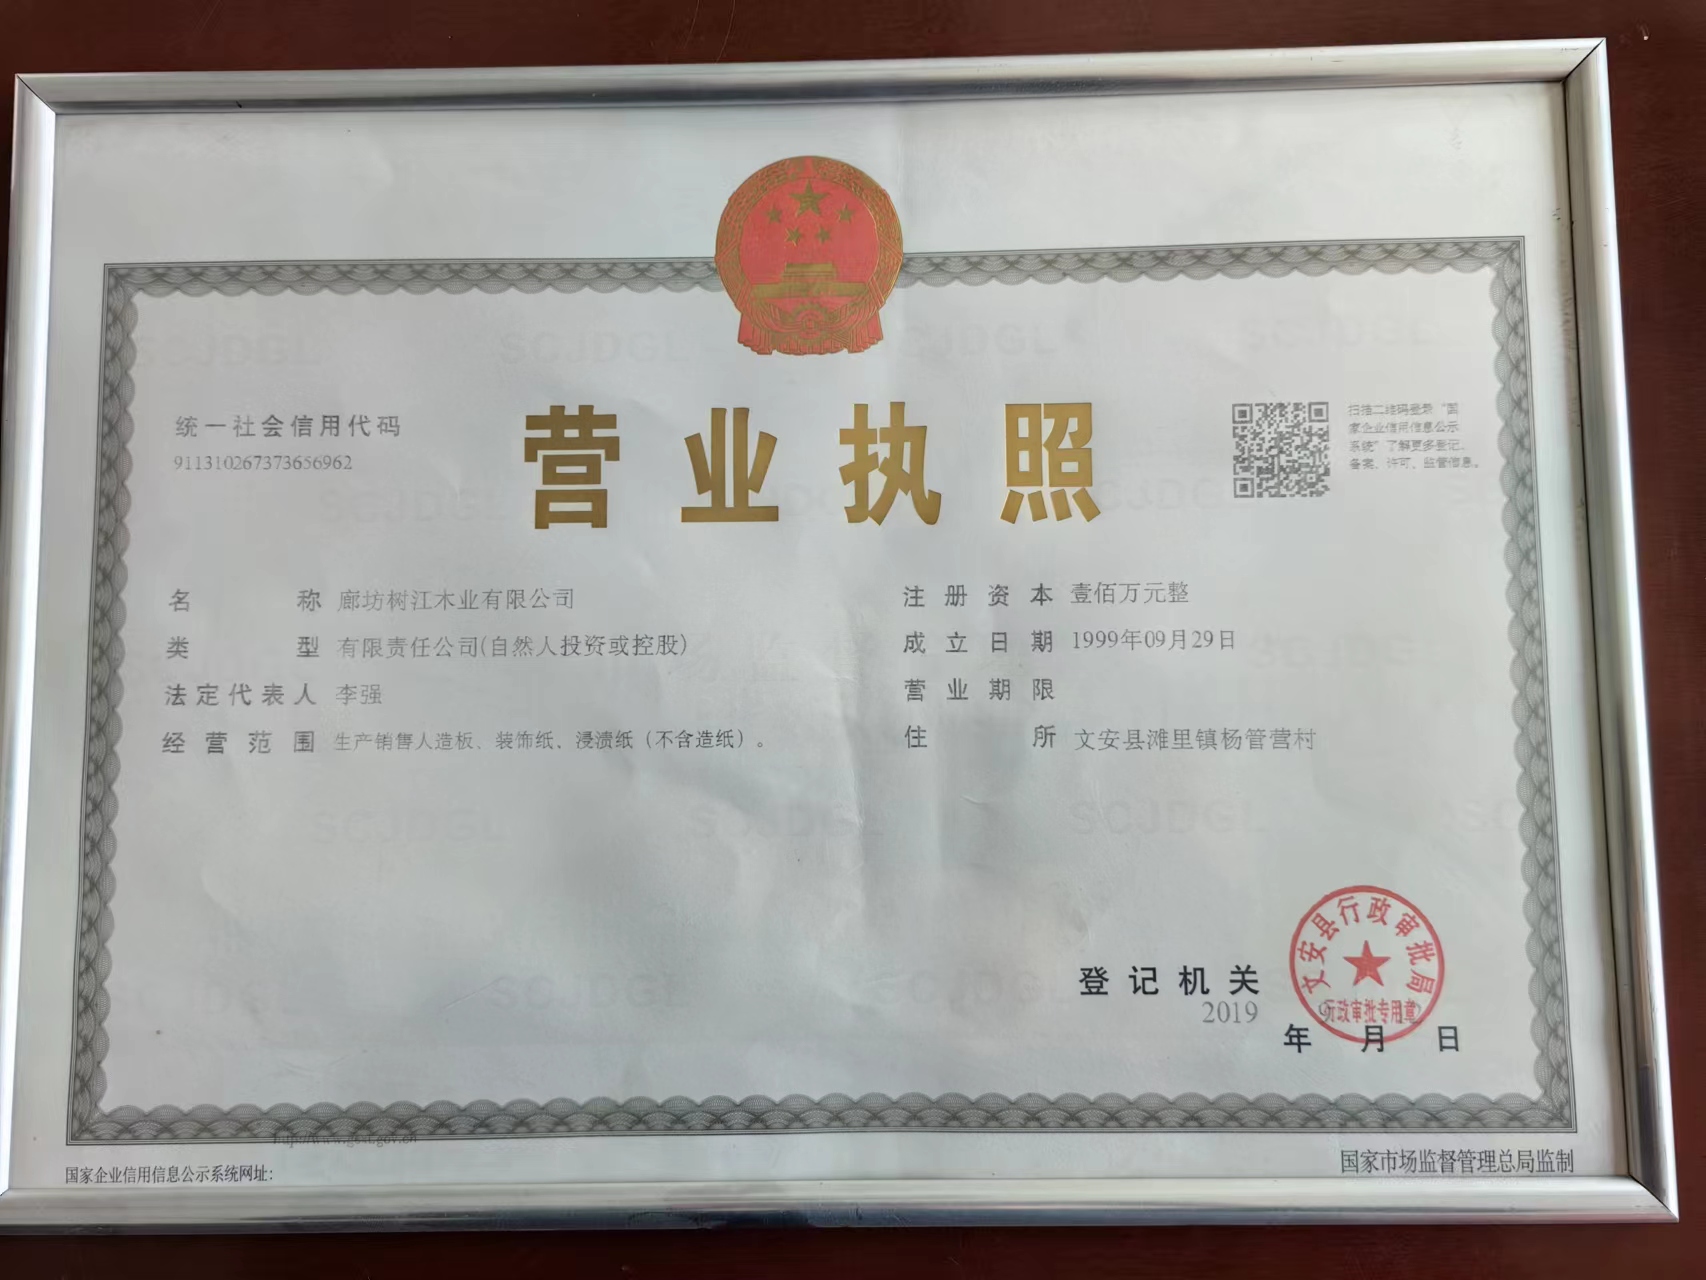 营业执照
统一社会信用代码
911310267373656962
扫描二维码登录“国
家企业信用信息公示
系统”了解更多登记、
备案、许可、监管信息。
名称 廊坊树江木业有限公司
类型 有限责任公司(自然人投资或控股)
法定代表人 李强
经营范围 生产销售人造板、装饰纸、浸渍纸（不含造纸）。
注册资本 壹佰万元整
成立日期 1999年09月29日
营业期限
住所 文安县滩里镇杨管营村
登记机关
2019
年 月 日
文安县行政审批局
行政审批专用章
http://www.gsxt.gov.cn
国家企业信用信息公示系统网址：
国家市场监督管理总局监制
SCJDGL